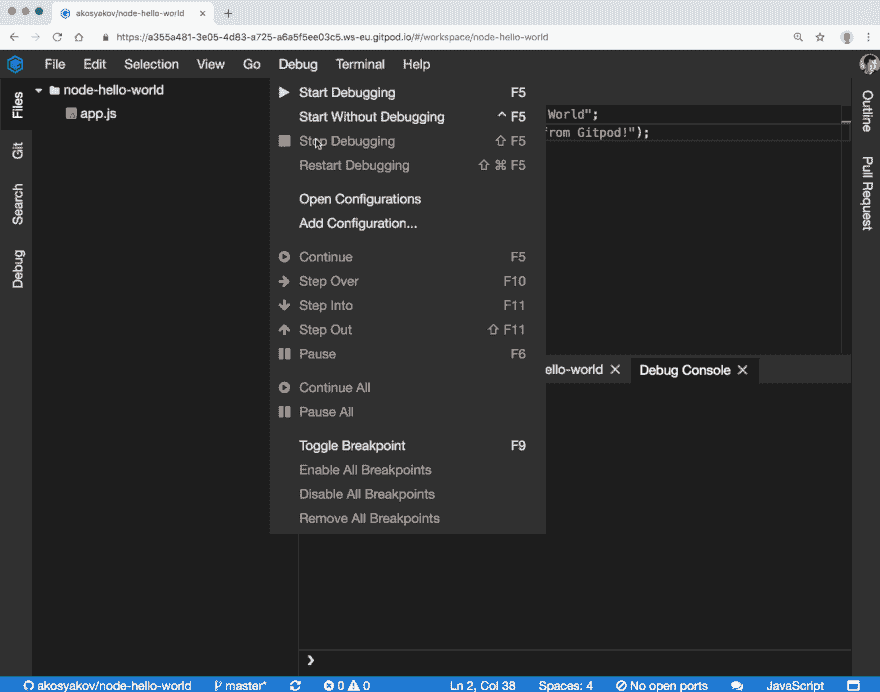 akosyakov/node-hello-world
https://a355a481-3e05-4d83-a725-a6a5f5ee03c5.ws-eu.gitpod.io/#/workspace/node-hello-world
File Edit Selection View Go Debug Terminal Help
Files
Git
Search
Debug
node-hello-world
app.js
Start Debugging F5
Start Without Debugging ^ F5
Stop Debugging ⇧ F5
Restart Debugging ⇧ ⌘ F5
Open Configurations
Add Configuration...
Continue F5
Step Over F10
Step Into F11
Step Out ⇧ F11
Pause F6
Continue All
Pause All
Toggle Breakpoint F9
Enable All Breakpoints
Disable All Breakpoints
Remove All Breakpoints
World";
from Gitpod!");
ello-world
Debug Console
Outline
Pull Request
❯
akosyakov/node-hello-world master* 0 0 Ln 2, Col 38 Spaces: 4 No open ports JavaScript